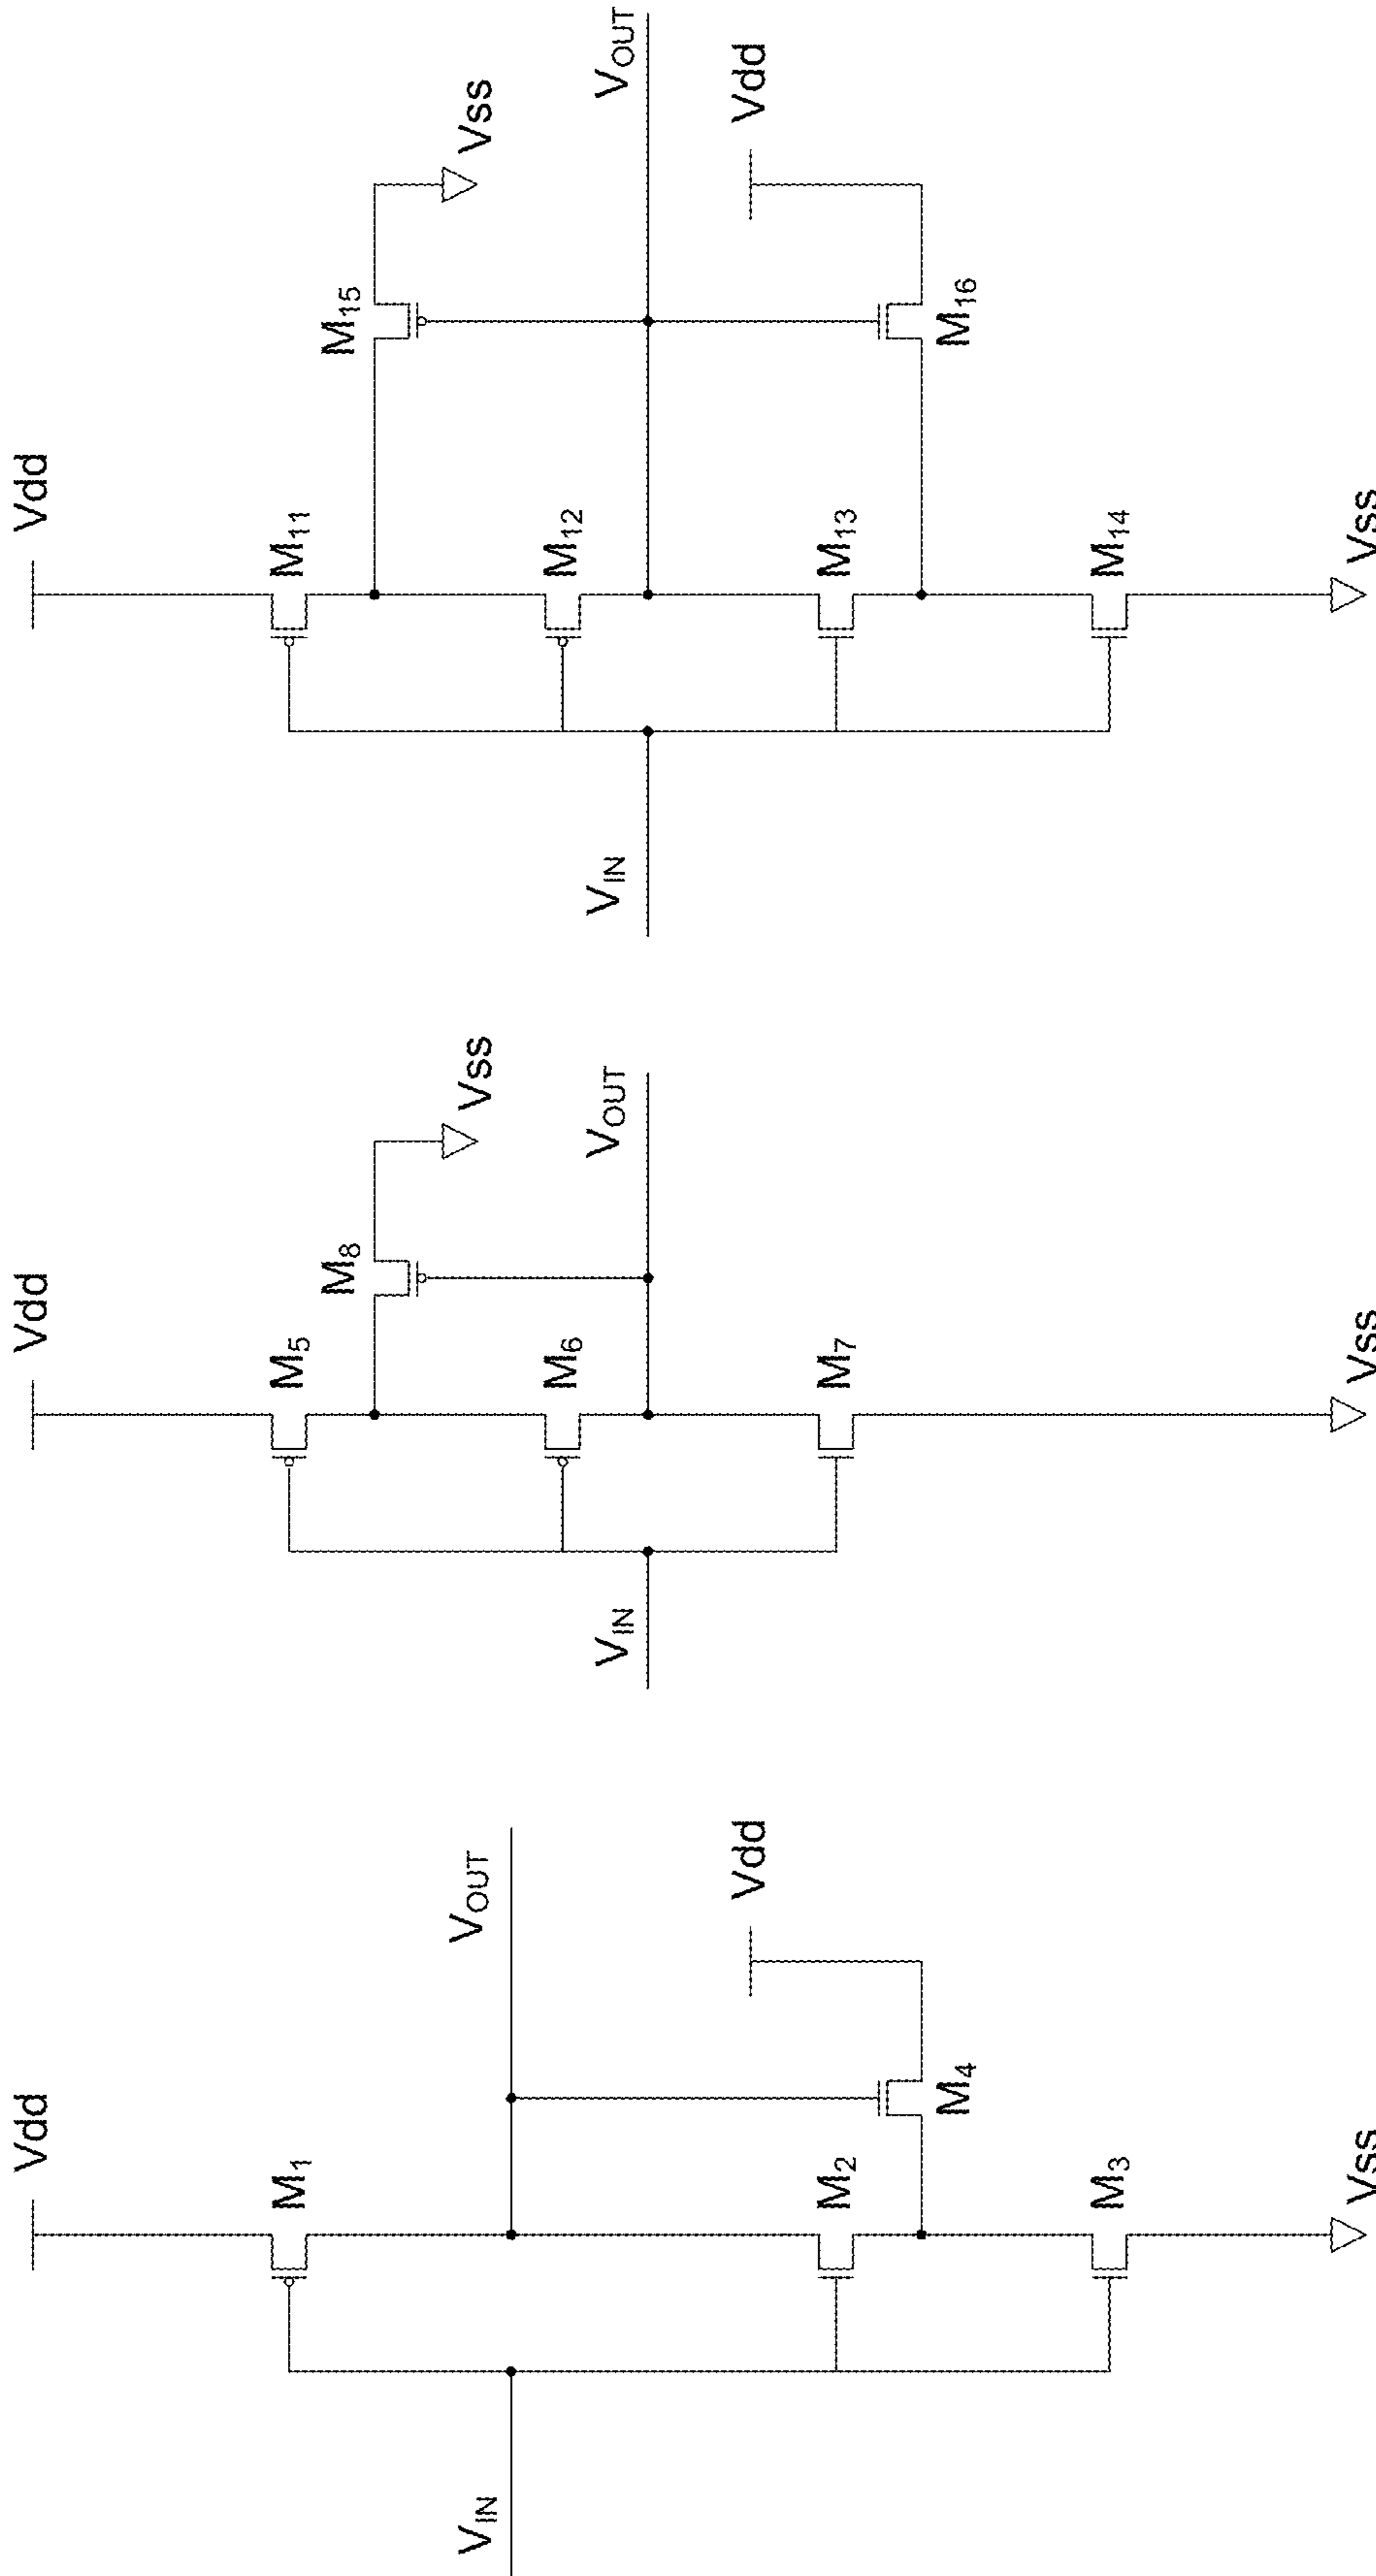 Vdd
M1
VIN
VOUT
Vdd
M2
M4
M3
Vss
Vdd
M5
M8
Vss
VIN
M6
VOUT
M7
Vss
Vdd
M11
M15
Vss
VIN
M12
VOUT
M13
Vdd
M16
M14
Vss